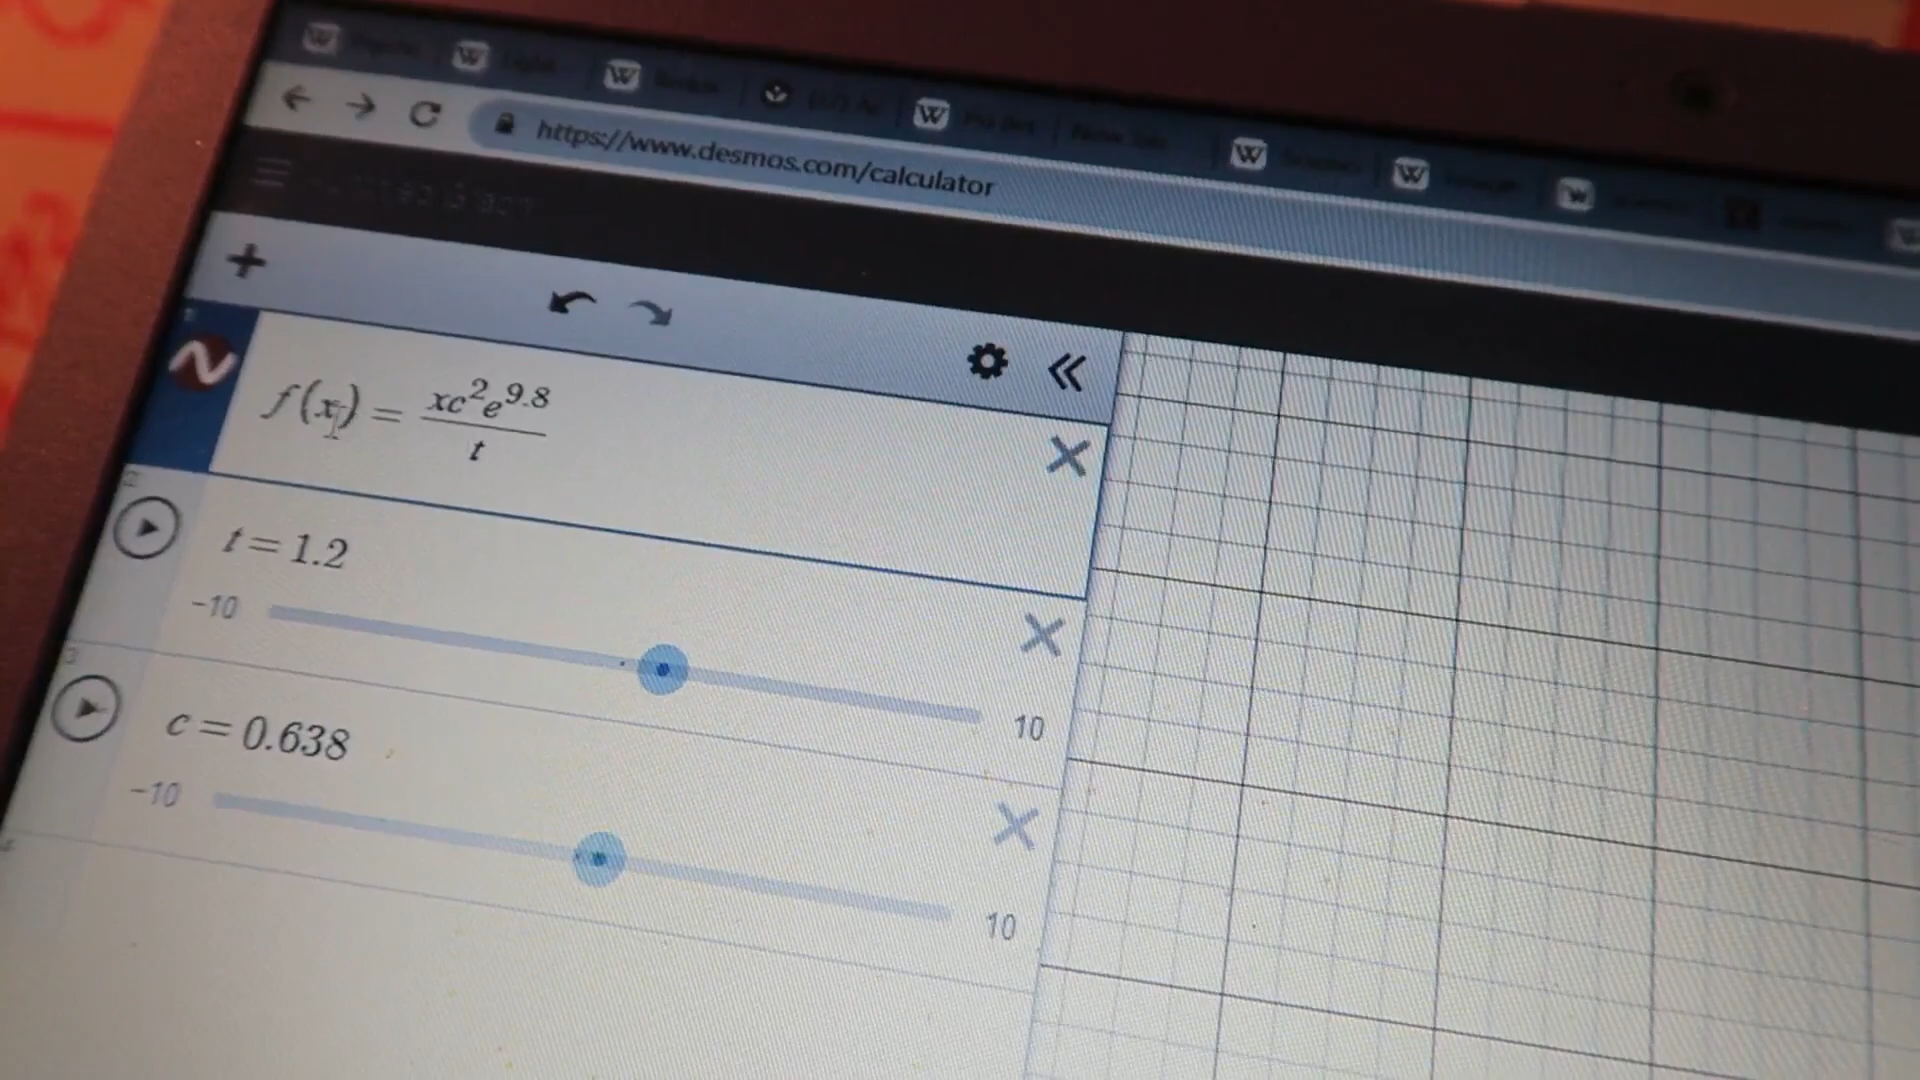 https://www.desmos.com/calculator
f(x) = xc²e^9.8 / t
t = 1.2
-10 10
c = 0.638
-10 10